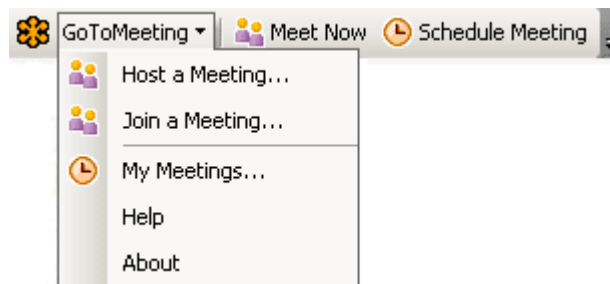 GoToMeeting Meet Now Schedule Meeting
Host a Meeting...
Join a Meeting...
My Meetings...
Help
About